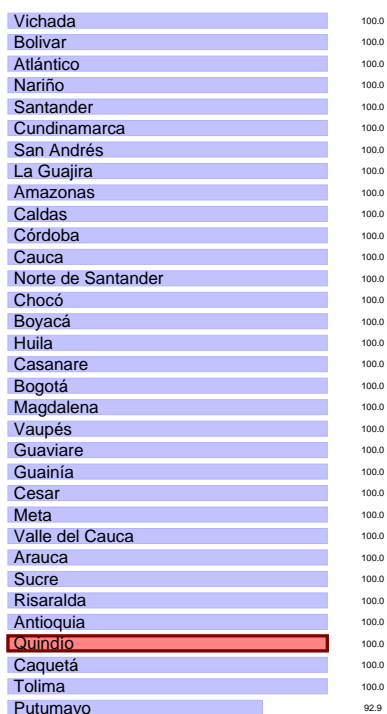 Vichada 100.0
Bolivar 100.0
Atlántico 100.0
Nariño 100.0
Santander 100.0
Cundinamarca 100.0
San Andrés 100.0
La Guajira 100.0
Amazonas 100.0
Caldas 100.0
Córdoba 100.0
Cauca 100.0
Norte de Santander 100.0
Chocó 100.0
Boyacá 100.0
Huila 100.0
Casanare 100.0
Bogotá 100.0
Magdalena 100.0
Vaupés 100.0
Guaviare 100.0
Guainía 100.0
Cesar 100.0
Meta 100.0
Valle del Cauca 100.0
Arauca 100.0
Sucre 100.0
Risaralda 100.0
Antioquia 100.0
Quindío 100.0
Caquetá 100.0
Tolima 100.0
Putumayo 92.9